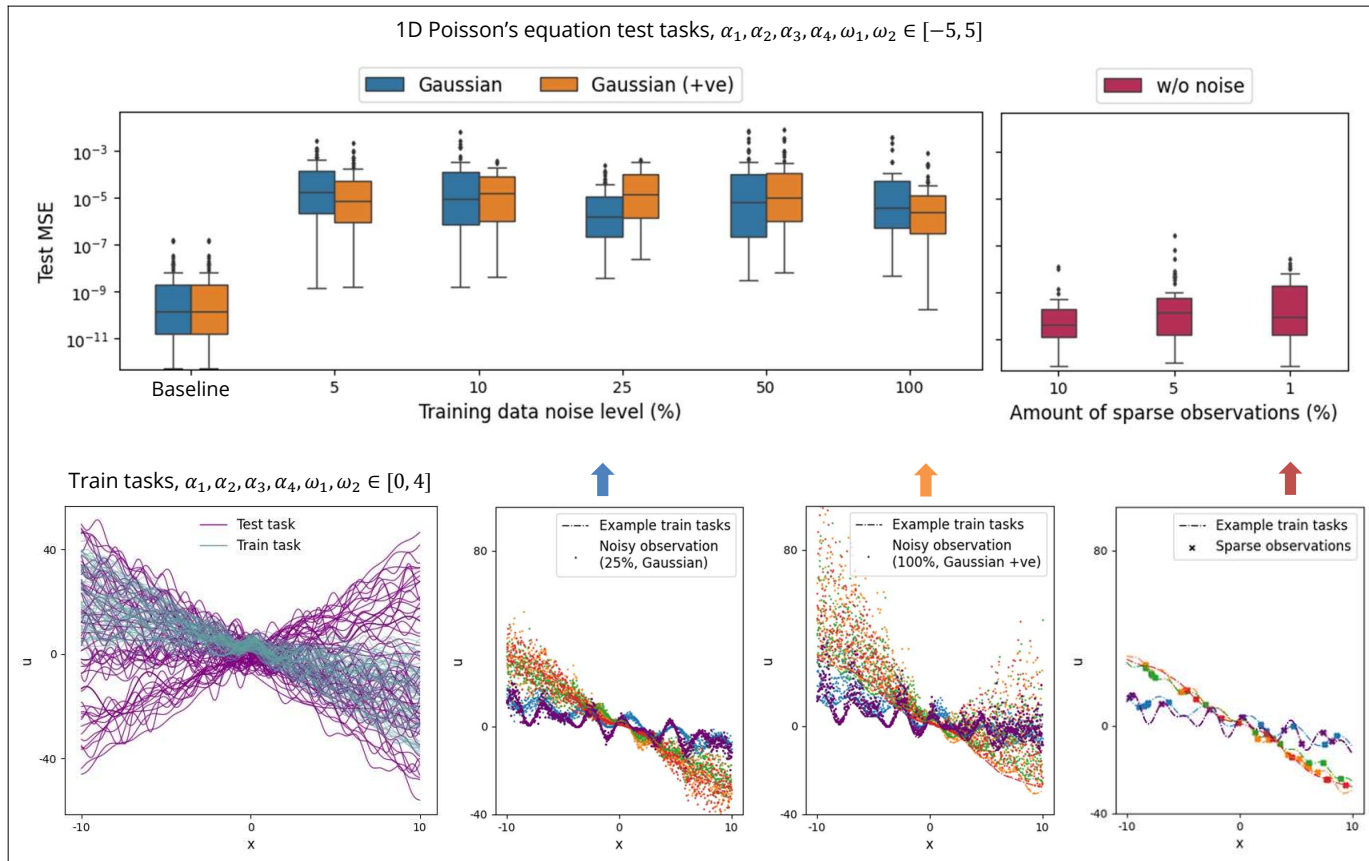 1D Poisson's equation test tasks, α₁, α₂, α₃, α₄, ω₁, ω₂ ∈ [−5, 5]
Gaussian Gaussian (+ve)
w/o noise
Test MSE
10⁻³
10⁻⁵
10⁻⁷
10⁻⁹
10⁻¹¹
Baseline 5 10 25 50 100
Training data noise level (%)
10 5 1
Amount of sparse observations (%)
Train tasks, α₁, α₂, α₃, α₄, ω₁, ω₂ ∈ [0, 4]
Test task
Train task
u
40
0
-40
-10 0 10
x
Example train tasks
Noisy observation
(25%, Gaussian)
u
80
0
-40
-10 0 10
x
Example train tasks
Noisy observation
(100%, Gaussian +ve)
u
80
0
-40
-10 0 10
x
Example train tasks
Sparse observations
u
80
0
-40
-10 0 10
x